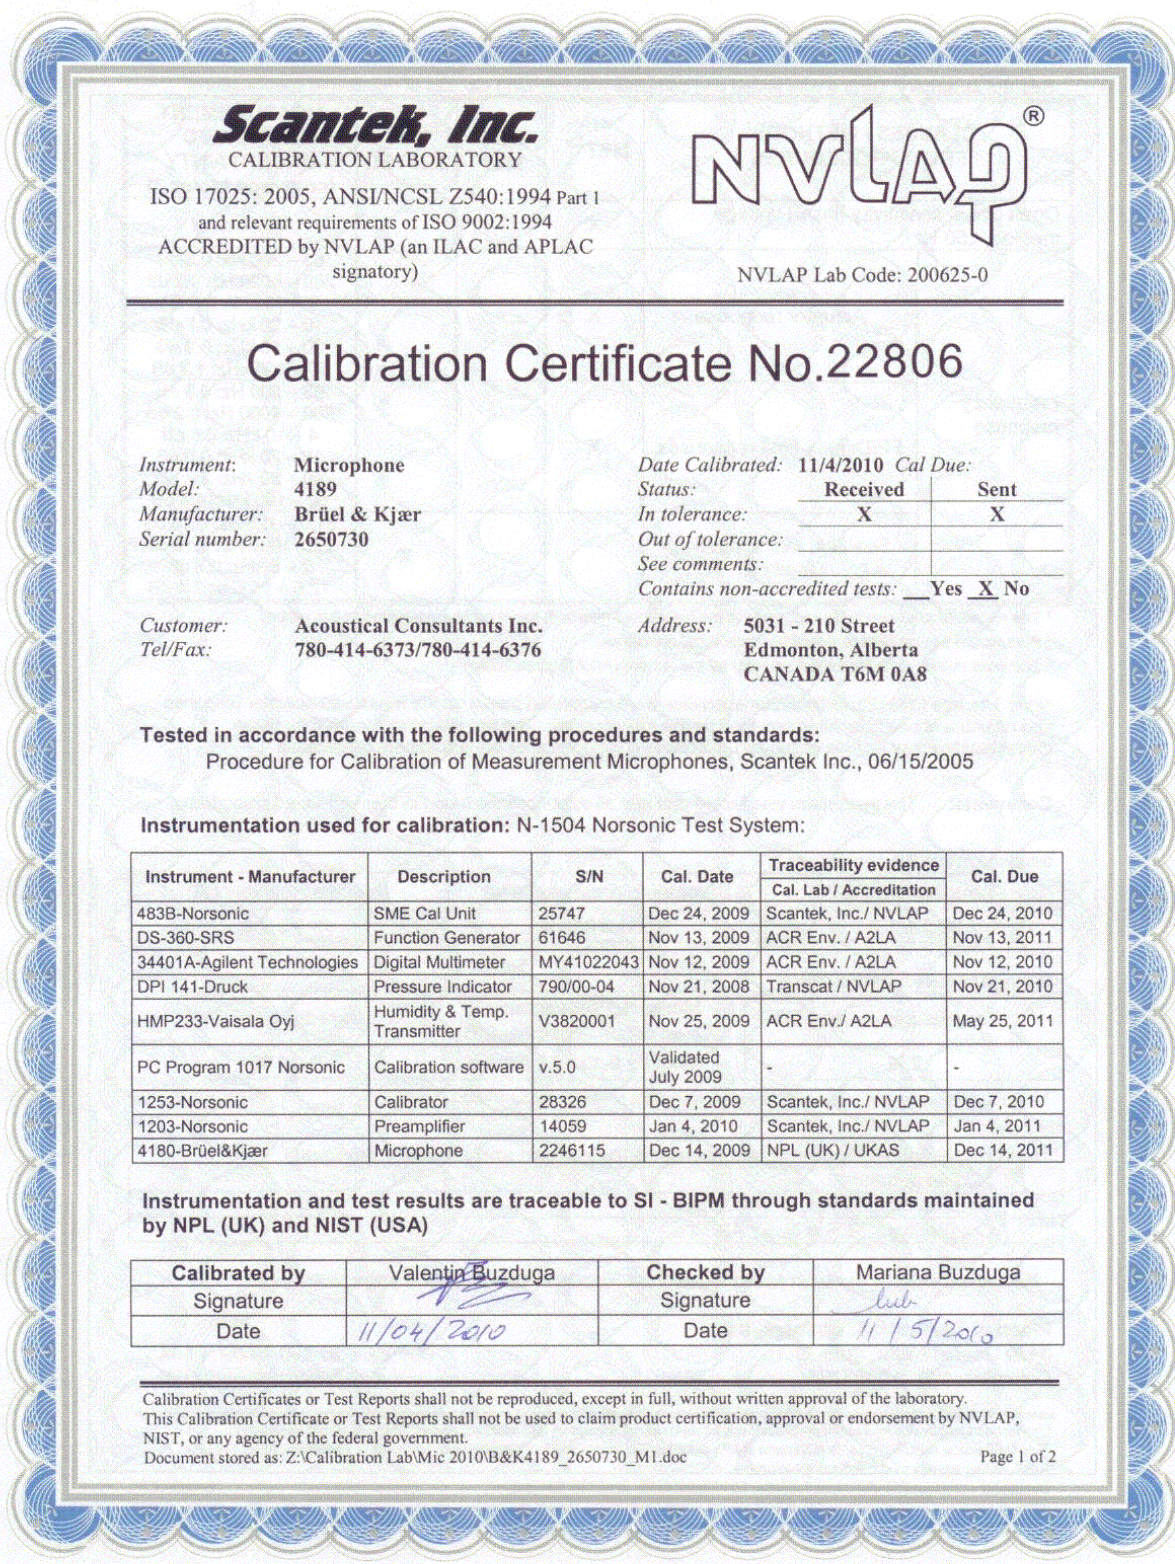 Scantek, Inc.
CALIBRATION LABORATORY
ISO 17025: 2005, ANSI/NCSL Z540:1994 Part 1
and relevant requirements of ISO 9002:1994
ACCREDITED by NVLAP (an ILAC and APLAC
signatory)
NVLAP®
NVLAP Lab Code: 200625-0
Calibration Certificate No.22806
Instrument: Microphone
Model: 4189
Manufacturer: Brüel & Kjær
Serial number: 2650730
Date Calibrated: 11/4/2010 Cal Due:
Status: Received Sent
In tolerance: X X
Out of tolerance:
See comments:
Contains non-accredited tests: __Yes _X_ No
Customer: Acoustical Consultants Inc.
Tel/Fax: 780-414-6373/780-414-6376
Address: 5031 - 210 Street
Edmonton, Alberta
CANADA T6M 0A8
Tested in accordance with the following procedures and standards:
Procedure for Calibration of Measurement Microphones, Scantek Inc., 06/15/2005
Instrumentation used for calibration: N-1504 Norsonic Test System:
Instrument - Manufacturer Description S/N Cal. Date Traceability evidence Cal. Due
Cal. Lab / Accreditation
483B-Norsonic SME Cal Unit 25747 Dec 24, 2009 Scantek, Inc./ NVLAP Dec 24, 2010
DS-360-SRS Function Generator 61646 Nov 13, 2009 ACR Env. / A2LA Nov 13, 2011
34401A-Agilent Technologies Digital Multimeter MY41022043 Nov 12, 2009 ACR Env. / A2LA Nov 12, 2010
DPI 141-Druck Pressure Indicator 790/00-04 Nov 21, 2008 Transcat / NVLAP Nov 21, 2010
HMP233-Vaisala Oyj Humidity & Temp. Transmitter V3820001 Nov 25, 2009 ACR Env./ A2LA May 25, 2011
PC Program 1017 Norsonic Calibration software v.5.0 Validated July 2009 - -
1253-Norsonic Calibrator 28326 Dec 7, 2009 Scantek, Inc./ NVLAP Dec 7, 2010
1203-Norsonic Preamplifier 14059 Jan 4, 2010 Scantek, Inc./ NVLAP Jan 4, 2011
4180-Brüel&Kjær Microphone 2246115 Dec 14, 2009 NPL (UK) / UKAS Dec 14, 2011
Instrumentation and test results are traceable to SI - BIPM through standards maintained
by NPL (UK) and NIST (USA)
Calibrated by Valentin Buzduga Checked by Mariana Buzduga
Signature Signature
Date 11/04/2010 Date 11/5/2010
Calibration Certificates or Test Reports shall not be reproduced, except in full, without written approval of the laboratory.
This Calibration Certificate or Test Reports shall not be used to claim product certification, approval or endorsement by NVLAP,
NIST, or any agency of the federal government.
Document stored as: Z:\Calibration Lab\Mic 2010\B&K4189_2650730_M1.doc Page 1 of 2